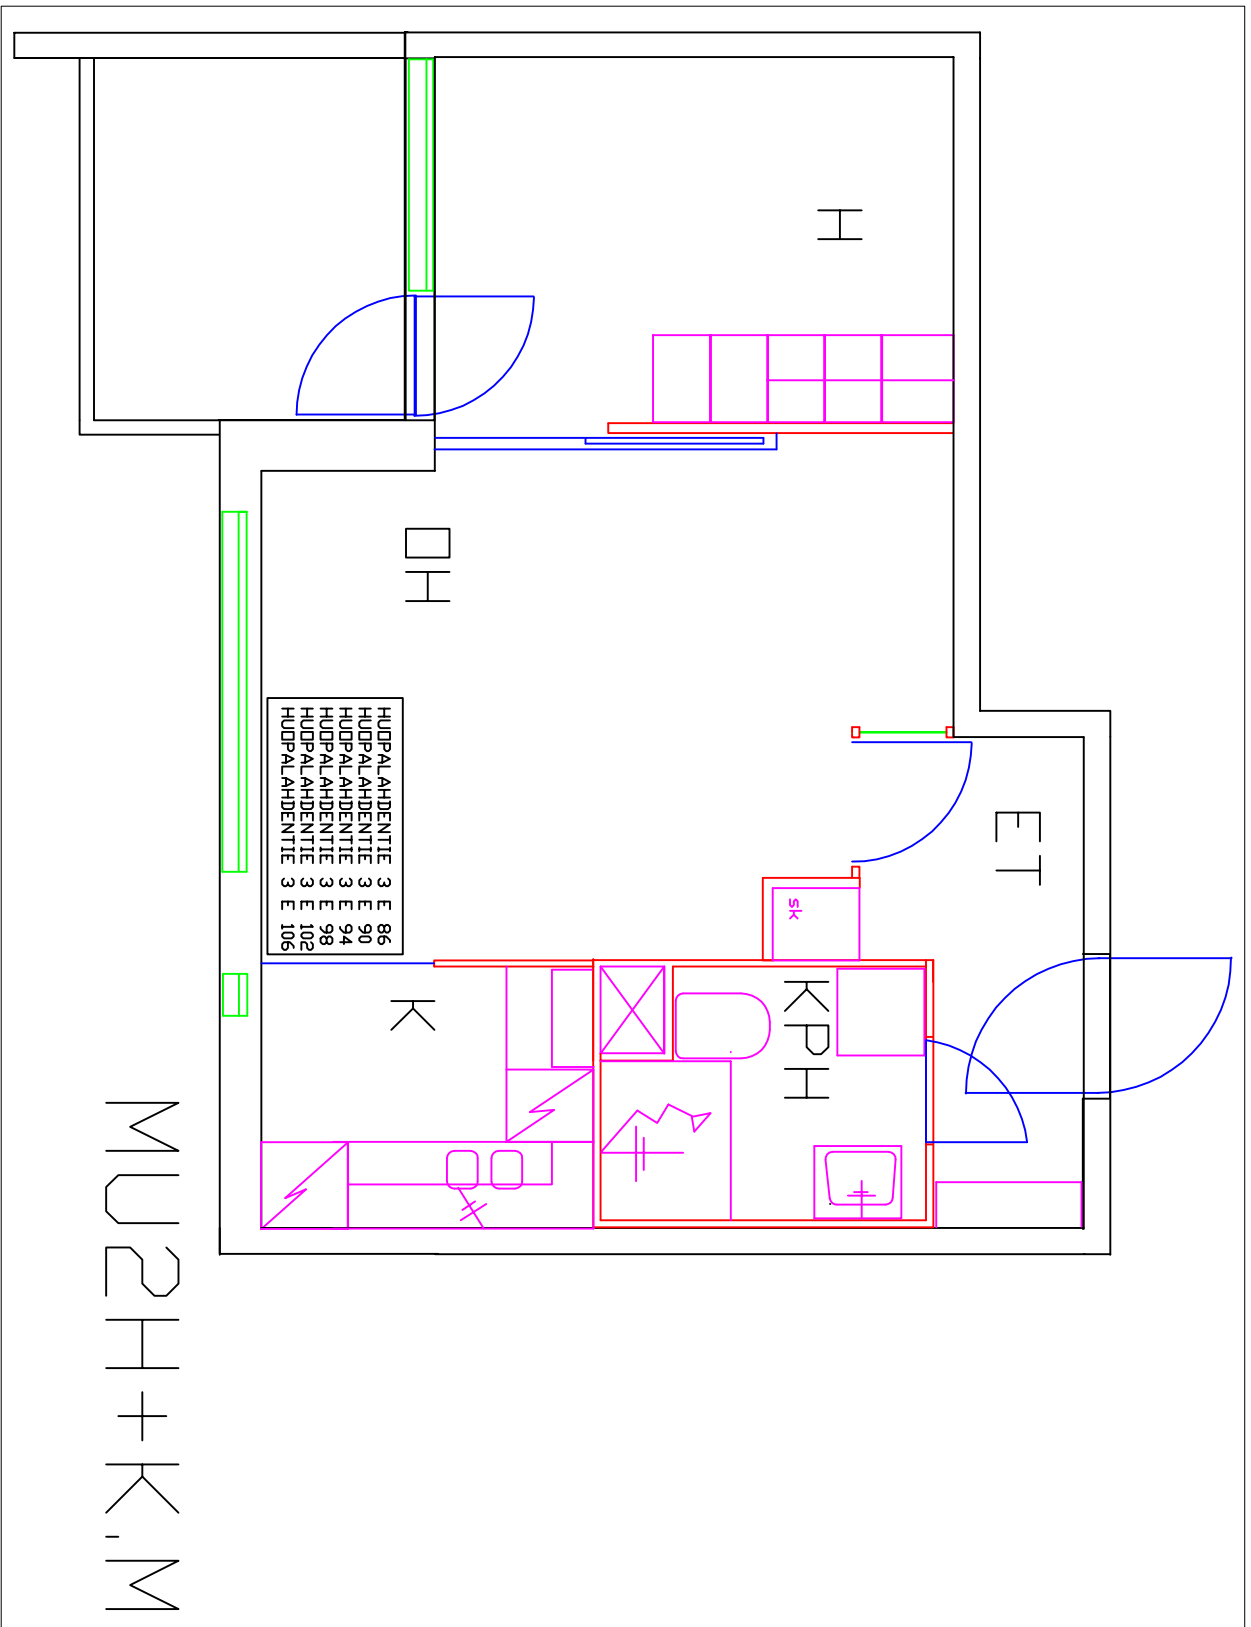 H
OH
ET
sk
KPH
K
HUOPALAHDENTIE 3 E 86
HUOPALAHDENTIE 3 E 90
HUOPALAHDENTIE 3 E 94
HUOPALAHDENTIE 3 E 98
HUOPALAHDENTIE 3 E 102
HUOPALAHDENTIE 3 E 106
MU2H+K.M